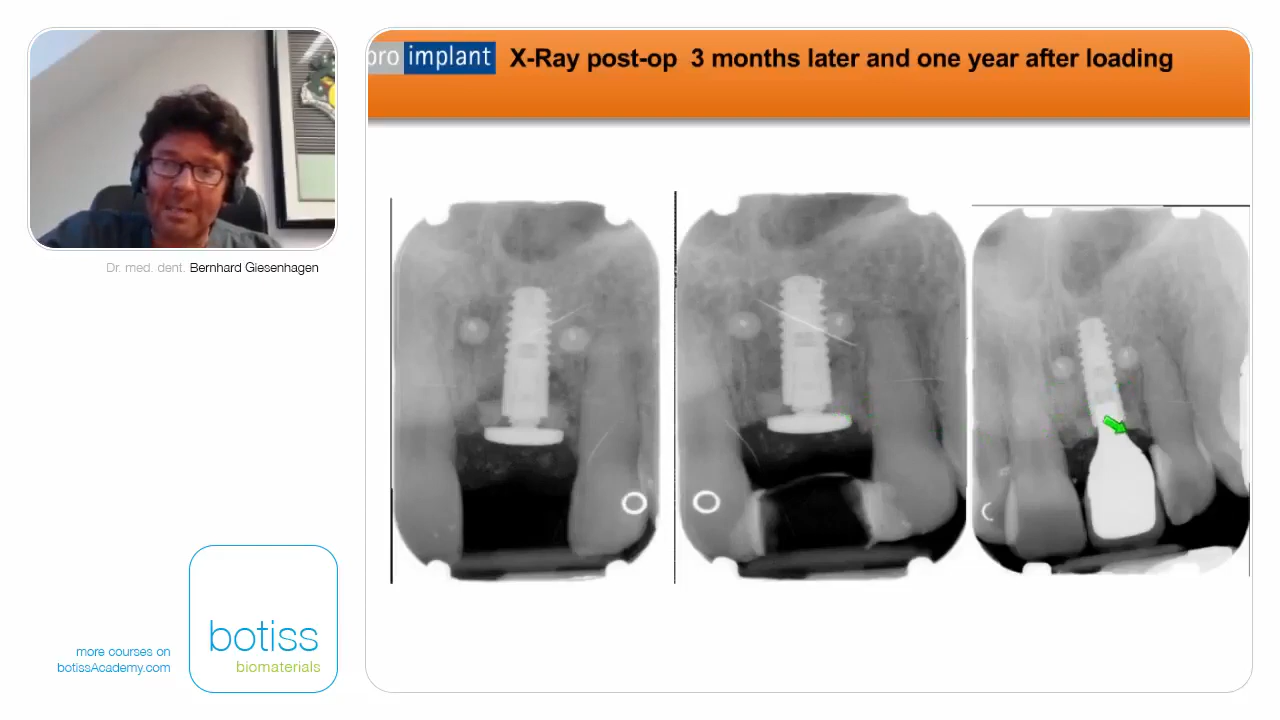 pro implant
X-Ray post-op 3 months later and one year after loading
Dr. med. dent. Bernhard Giesenhagen
more courses on
botissAcademy.com
botiss
biomaterials